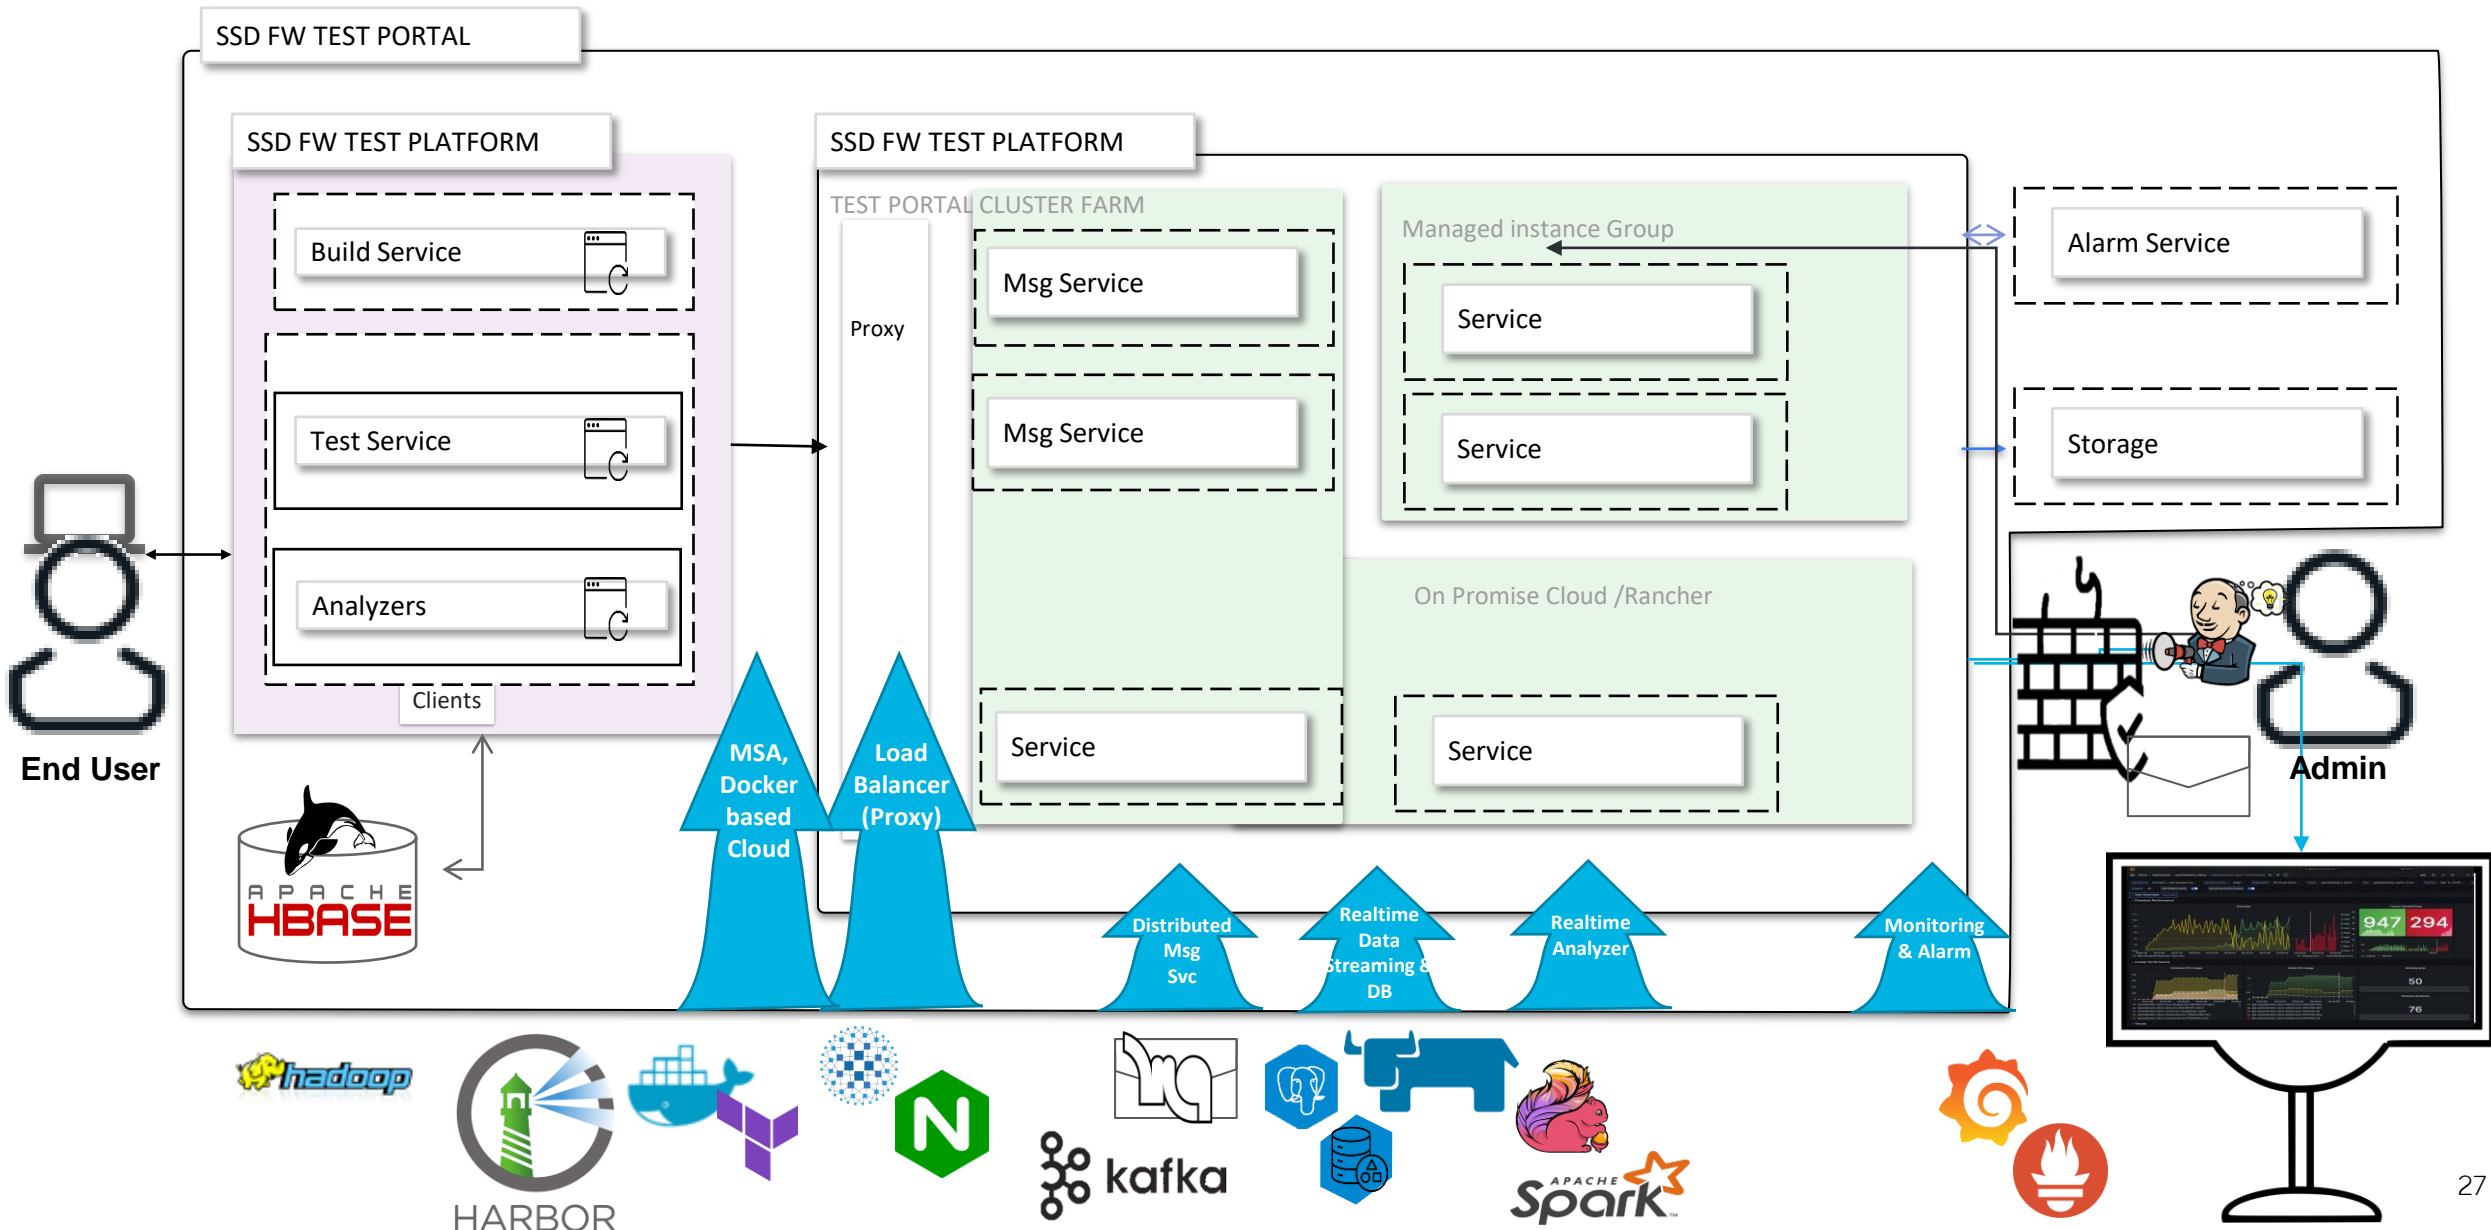 SSD FW TEST PORTAL
SSD FW TEST PLATFORM
SSD FW TEST PLATFORM
TEST PORTAL CLUSTER FARM
Build Service
Test Service
Analyzers
Clients
Proxy
Msg Service
Msg Service
Service
Managed instance Group
Service
Service
On Promise Cloud /Rancher
Service
Alarm Service
Storage
End User
Admin
APACHE
HBASE
MSA,
Docker
based
Cloud
Load
Balancer
(Proxy)
Distributed
Msg
Svc
Realtime
Data
Streaming &
DB
Realtime
Analyzer
Monitoring
& Alarm
947
294
50
76
hadoop
HARBOR
N
mq
kafka
APACHE
Spark
TM
27